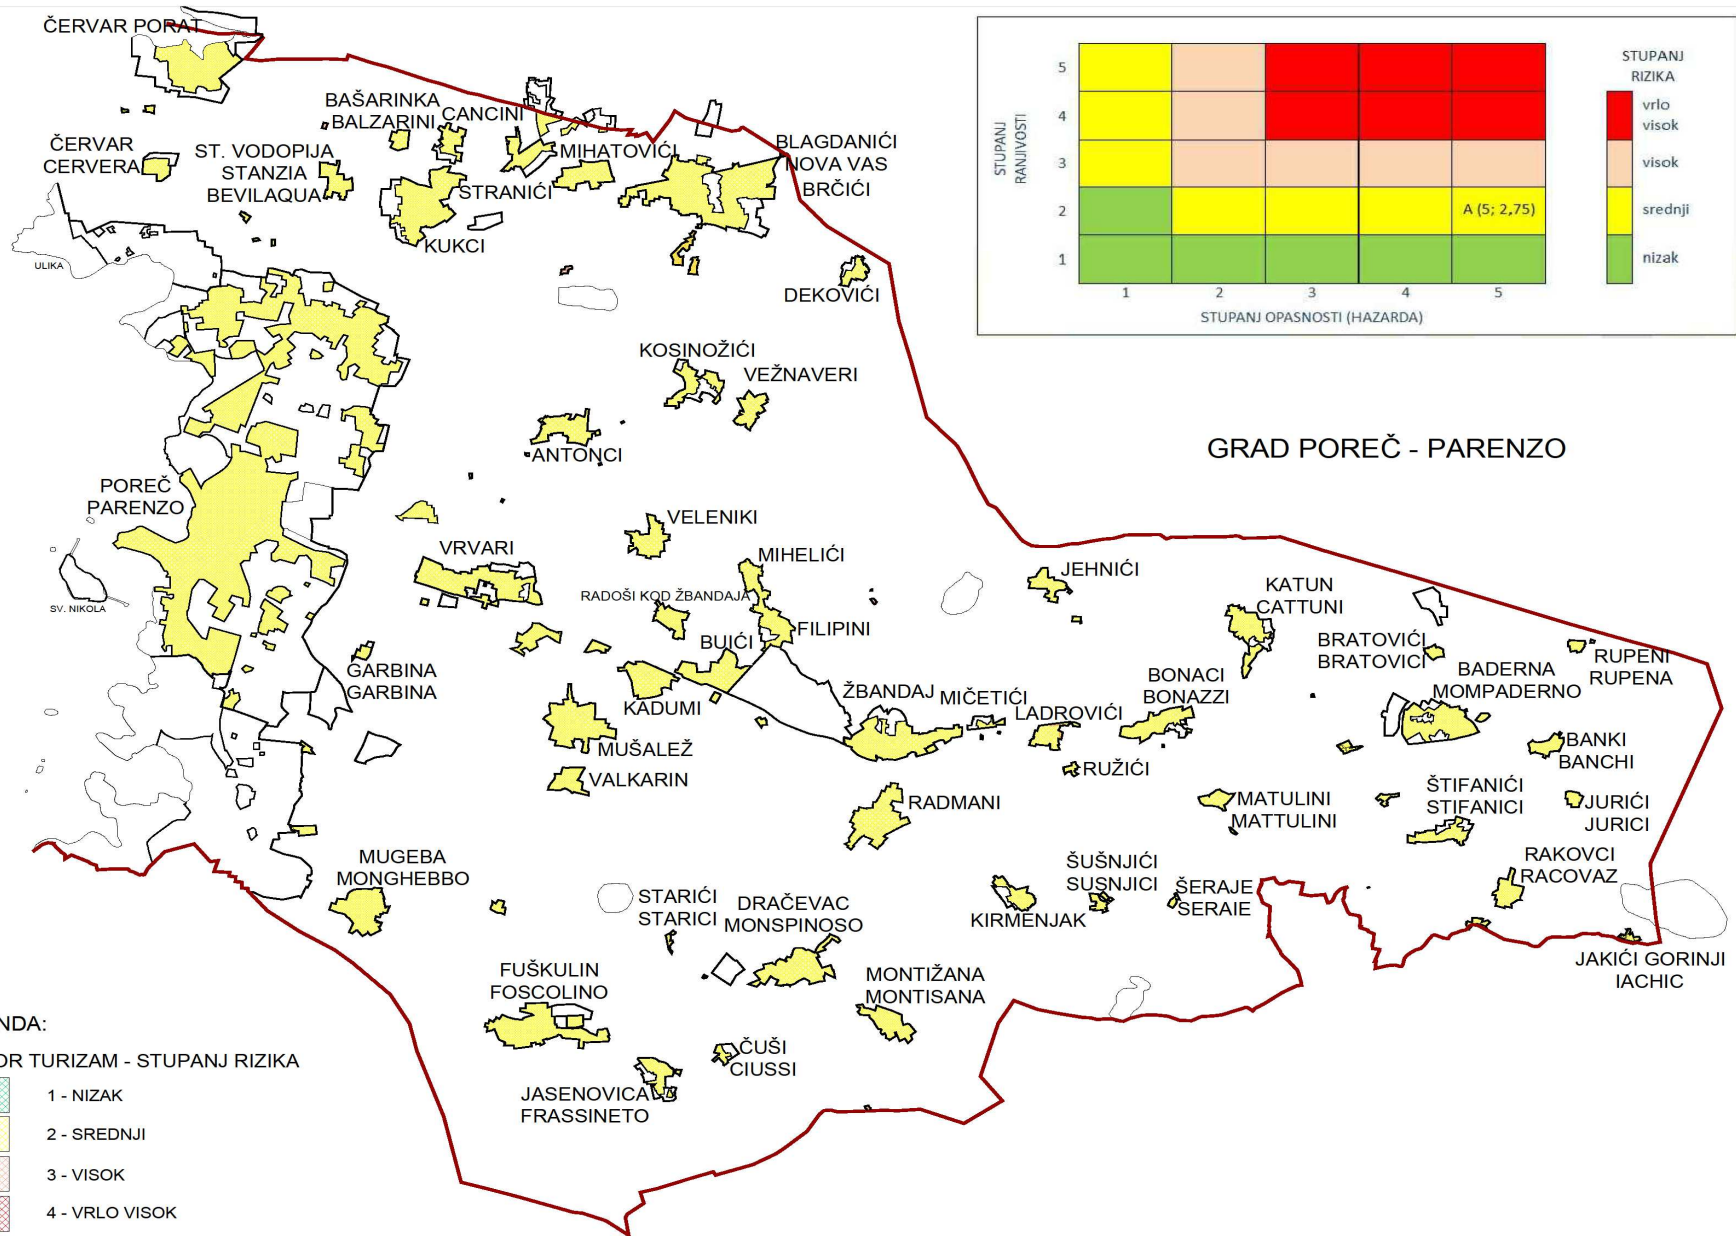 ČERVAR PORAT
BAŠARINKA
BALZARINI
CANCINI
ČERVAR
CERVERA
ST. VODOPIJA
STANZIA
BEVILAQUA
MIHATOVIĆI
STRANIĆI
BLAGDANIĆI
NOVA VAS
BRČIĆI
KUKCI
ULIKA
DEKOVIĆI
STUPANJ
RANJIVOSTI
5
4
3
2
1
A (5; 2,75)
1 2 3 4 5
STUPANJ OPASNOSTI (HAZARDA)
STUPANJ
RIZIKA
vrlo
visok
visok
srednji
nizak
KOSINOŽIĆI
VEŽNAVERI
ANTONCI
GRAD POREČ - PARENZO
POREČ
PARENZO
VELENIKI
VRVARI
MIHELIĆI
RADOŠI KOD ŽBANDAJA
SV. NIKOLA
FILIPINI
BUIĆI
JEHNIĆI
KATUN
CATTUNI
BRATOVIĆI
BRATOVICI
RUPENI
RUPENA
GARBINA
GARBINA
KADUMI
ŽBANDAJ
MIČETIĆI
LADROVIĆI
BONACI
BONAZZI
BADERNA
MOMPADERNO
MUŠALEŽ
VALKARIN
RUŽIĆI
BANKI
BANCHI
RADMANI
MATULINI
MATTULINI
ŠTIFANIĆI
STIFANICI
JURIĆI
JURICI
MUGEBA
MONGHEBBO
STARIĆI
STARICI
DRAČEVAC
MONSPINOSO
KIRMENJAK
ŠUŠNJIĆI
SUSNJICI
ŠERAJE
SERAIE
RAKOVCI
RACOVAZ
JAKIĆI GORINJI
IACHIC
FUŠKULIN
FOSCOLINO
MONTIŽANA
MONTISANA
ČUŠI
CIUSSI
JASENOVICA
FRASSINETO
NDA:
OR TURIZAM - STUPANJ RIZIKA
1 - NIZAK
2 - SREDNJI
3 - VISOK
4 - VRLO VISOK